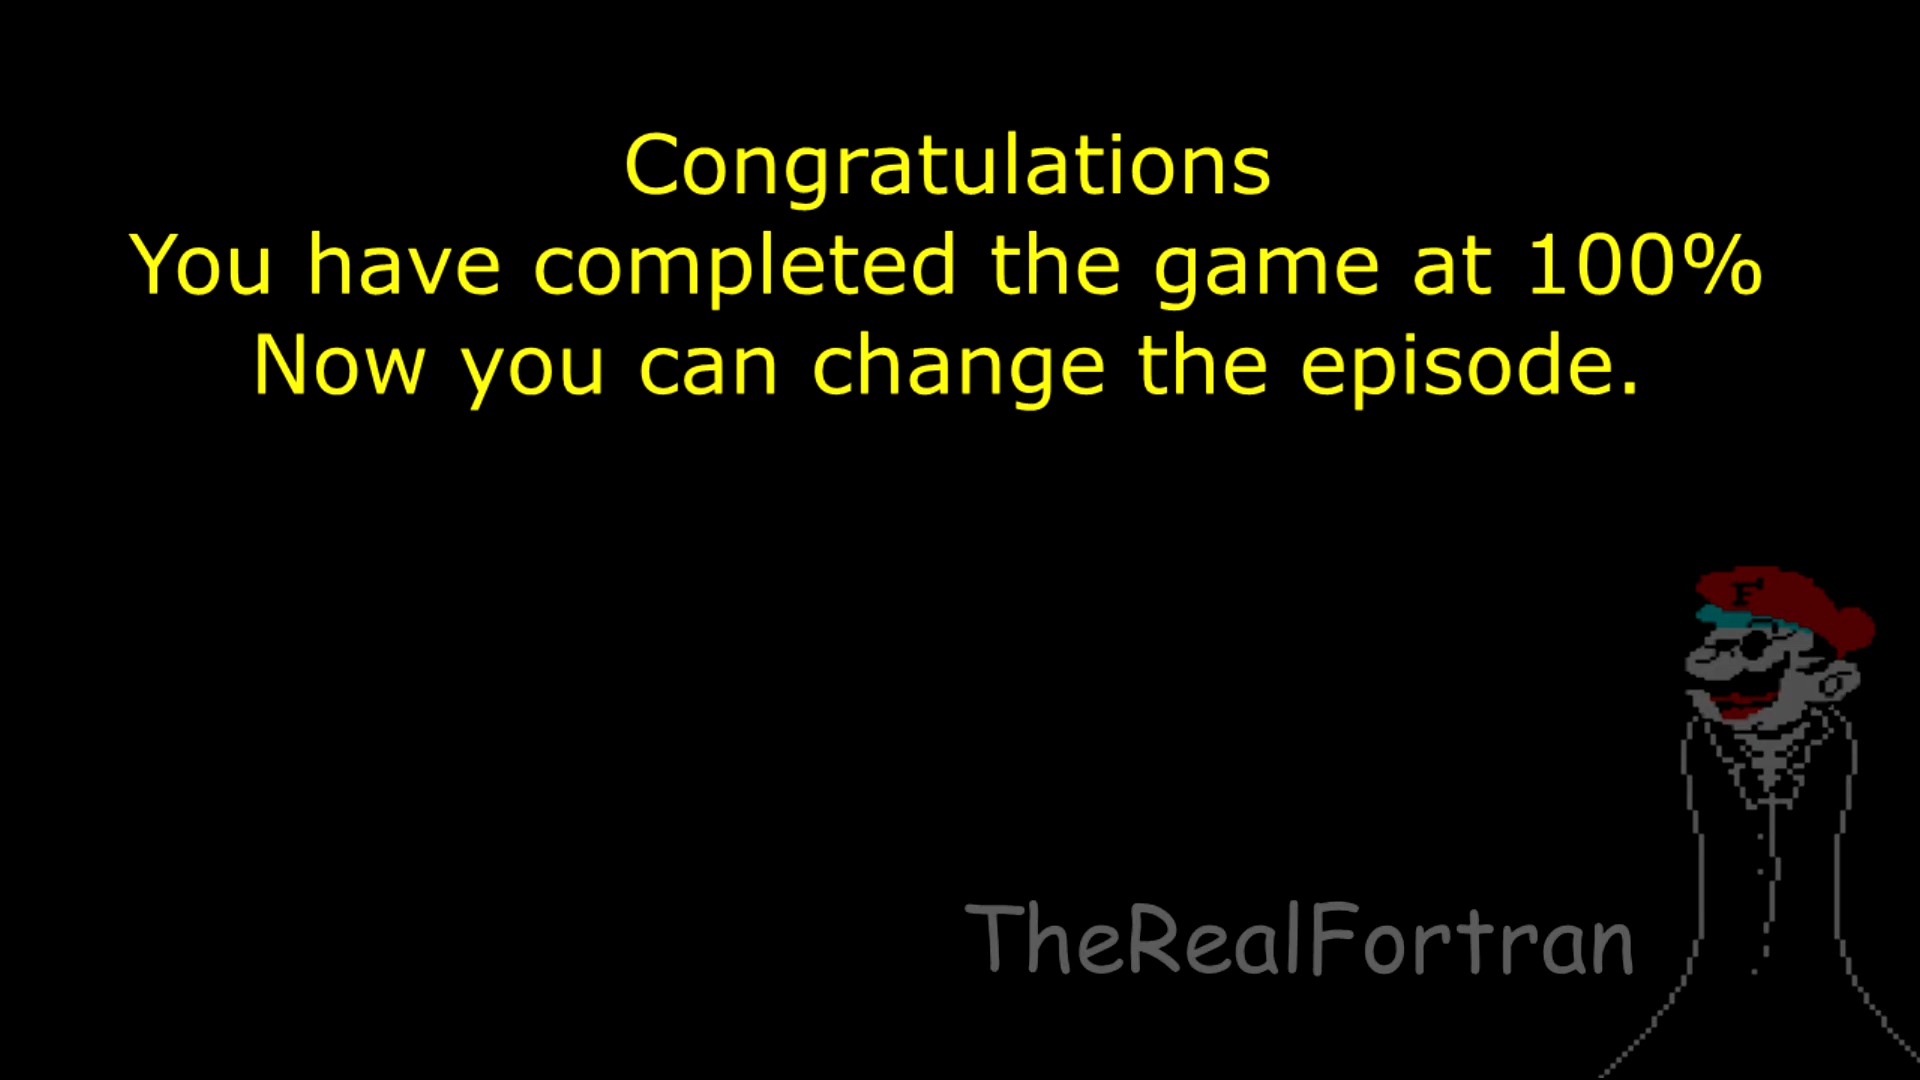 Congratulations
You have completed the game at 100%
Now you can change the episode.
F
TheRealFortran